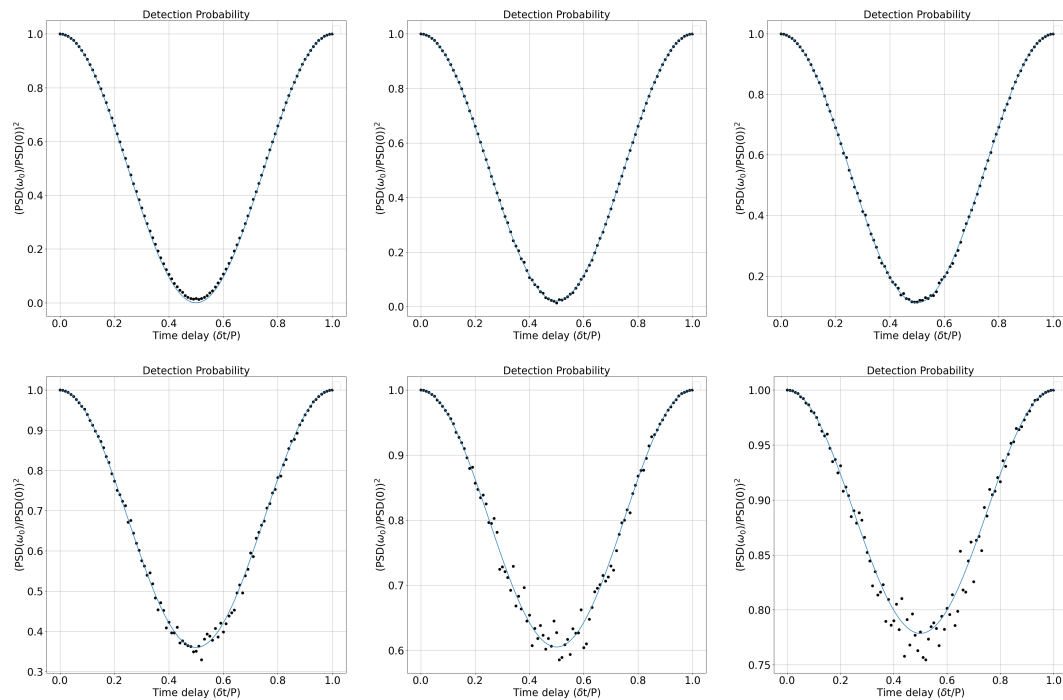 Detection Probability
(PSD(ω₀)/PSD(0))²
1.0
0.8
0.6
0.4
0.2
0.0
0.0 0.2 0.4 0.6 0.8 1.0
Time delay (δt/P)
Detection Probability
(PSD(ω₀)/PSD(0))²
1.0
0.8
0.6
0.4
0.2
0.0
0.0 0.2 0.4 0.6 0.8 1.0
Time delay (δt/P)
Detection Probability
(PSD(ω₀)/PSD(0))²
1.0
0.8
0.6
0.4
0.2
0.0 0.2 0.4 0.6 0.8 1.0
Time delay (δt/P)
Detection Probability
(PSD(ω₀)/PSD(0))²
1.0
0.9
0.8
0.7
0.6
0.5
0.4
0.3
0.0 0.2 0.4 0.6 0.8 1.0
Time delay (δt/P)
Detection Probability
(PSD(ω₀)/PSD(0))²
1.0
0.9
0.8
0.7
0.6
0.0 0.2 0.4 0.6 0.8 1.0
Time delay (δt/P)
Detection Probability
(PSD(ω₀)/PSD(0))²
1.00
0.95
0.90
0.85
0.80
0.75
0.0 0.2 0.4 0.6 0.8 1.0
Time delay (δt/P)